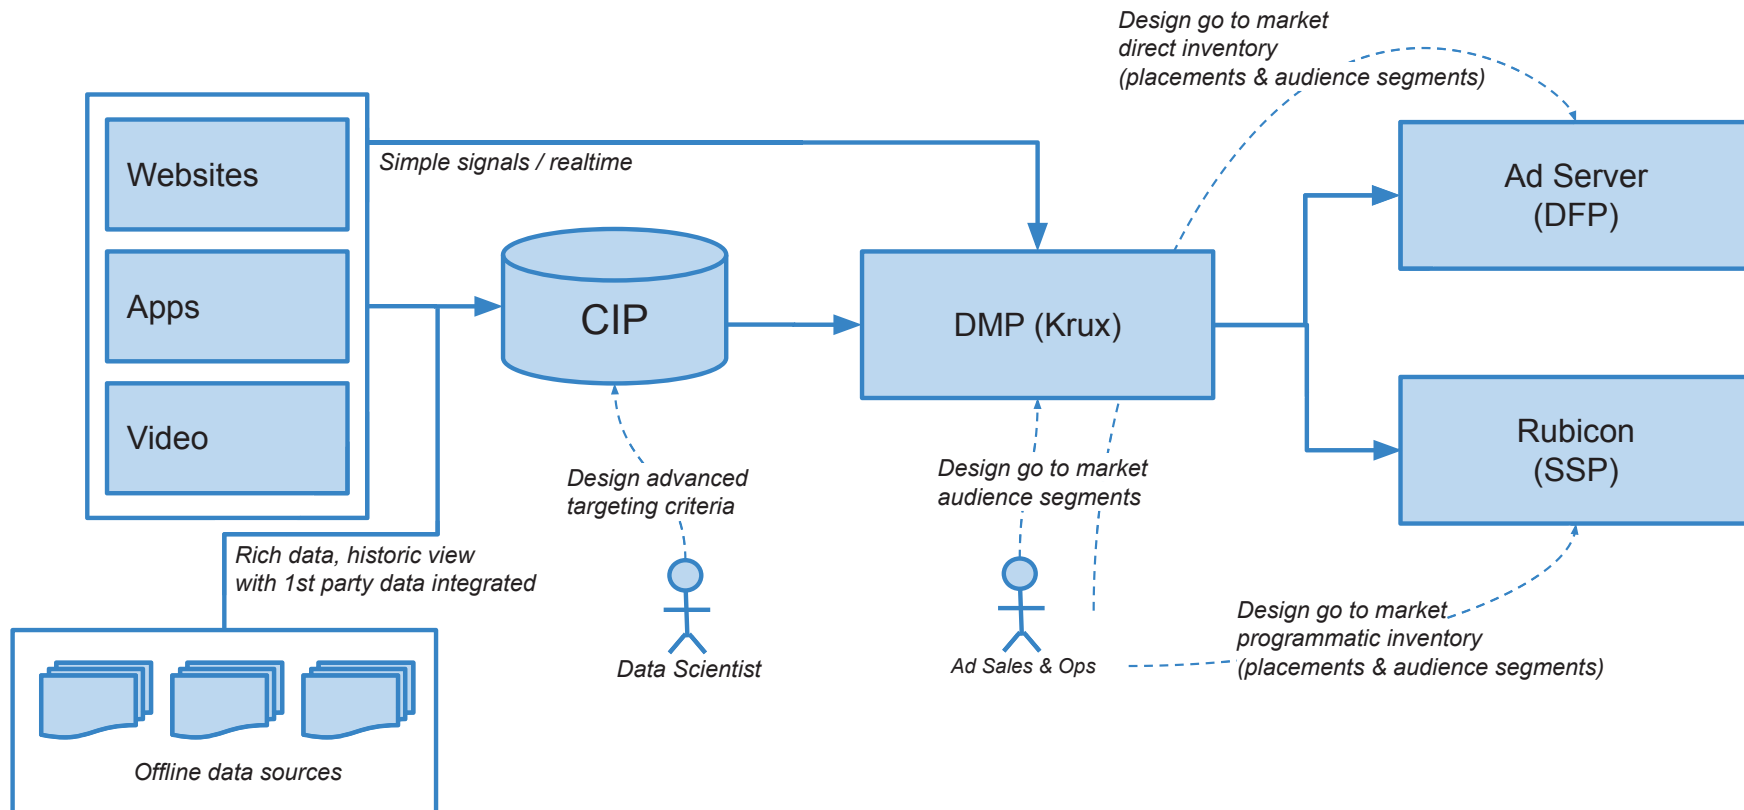 Design go to market
direct inventory
(placements & audience segments)
Websites
Simple signals / realtime
Ad Server
(DFP)
Apps
CIP
DMP (Krux)
Video
Rubicon
(SSP)
Design advanced
targeting criteria
Design go to market
audience segments
Rich data, historic view
with 1st party data integrated
Data Scientist
Ad Sales & Ops
Design go to market
programmatic inventory
(placements & audience segments)
Offline data sources